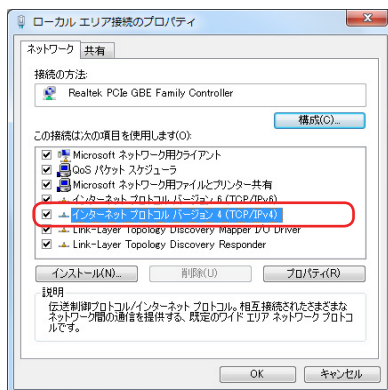 ローカル エリア接続のプロパティ
ネットワーク 共有
接続の方法:
Realtek PCIe GBE Family Controller
構成(C)...
この接続は次の項目を使用します(O):
Microsoft ネットワーク用クライアント
QoS パケット スケジューラ
Microsoft ネットワーク用ファイルとプリンター共有
インターネット プロトコル バージョン 6 (TCP/IPv6)
インターネット プロトコル バージョン 4 (TCP/IPv4)
Link-Layer Topology Discovery Mapper I/O Driver
Link-Layer Topology Discovery Responder
インストール(N)... 削除(U) プロパティ(R)
説明
伝送制御プロトコル/インターネット プロトコル。相互接続されたさまざまな
ネットワーク間の通信を提供する、既定のワイド エリア ネットワーク プロトコ
ルです。
OK キャンセル